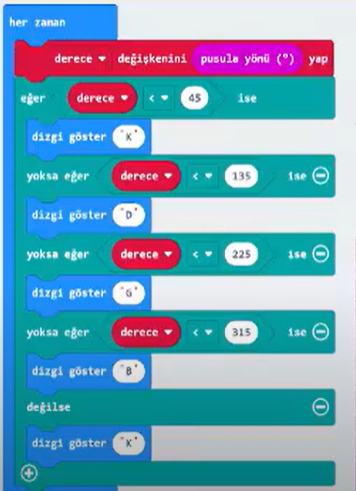 her zaman
derece değişkenini pusula yönü (°) yap
eğer derece < 45 ise
dizgi göster "K"
yoksa eğer derece < 135 ise
dizgi göster "D"
yoksa eğer derece < 225 ise
dizgi göster "G"
yoksa eğer derece < 315 ise
dizgi göster "B"
değilse
dizgi göster "K"